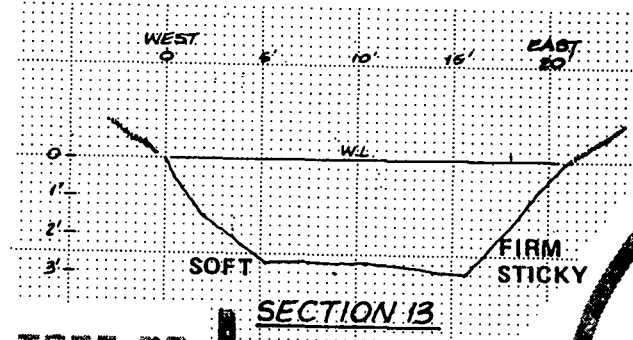 WEST EAST
0 5' 10' 15' 20'
0
W.L.
1'
2'
3'
SOFT
FIRM
STICKY
SECTION 13